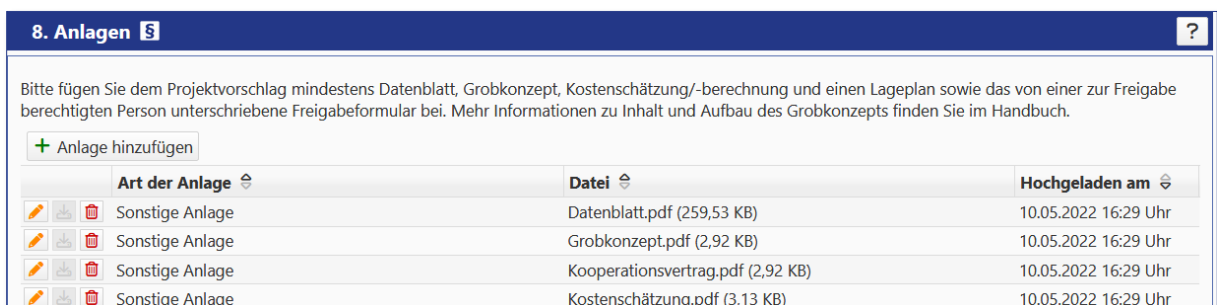 8. Anlagen §
?
Bitte fügen Sie dem Projektvorschlag mindestens Datenblatt, Grobkonzept, Kostenschätzung/-berechnung und einen Lageplan sowie das von einer zur Freigabe
berechtigten Person unterschriebene Freigabeformular bei. Mehr Informationen zu Inhalt und Aufbau des Grobkonzepts finden Sie im Handbuch.
+ Anlage hinzufügen
Art der Anlage Datei Hochgeladen am
Sonstige Anlage Datenblatt.pdf (259,53 KB) 10.05.2022 16:29 Uhr
Sonstige Anlage Grobkonzept.pdf (2,92 KB) 10.05.2022 16:29 Uhr
Sonstige Anlage Kooperationsvertrag.pdf (2,92 KB) 10.05.2022 16:29 Uhr
Sonstige Anlage Kostenschätzung.pdf (3,13 KB) 10.05.2022 16:29 Uhr